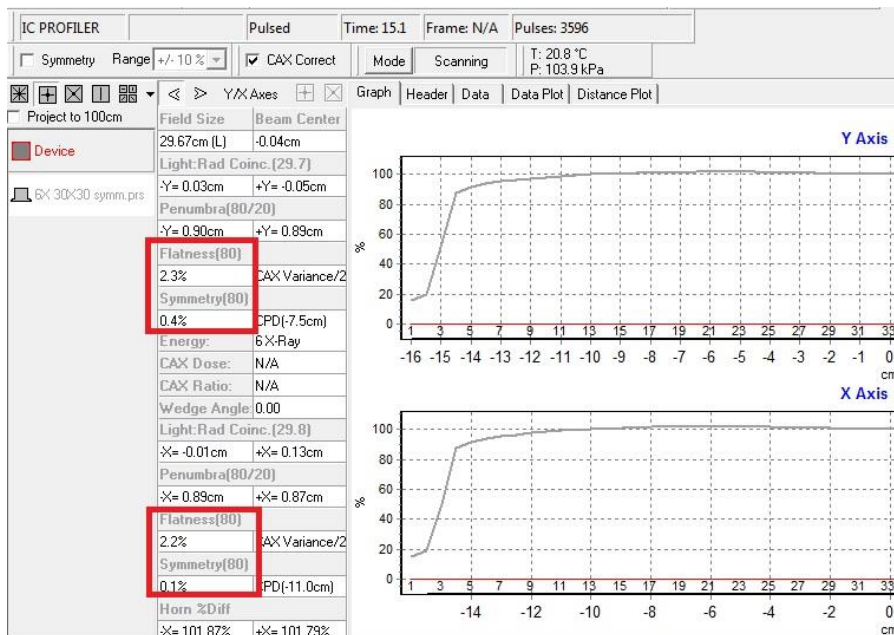 IC PROFILER Pulsed Time: 15.1 Frame: N/A Pulses: 3596
Symmetry Range +/- 10 % CAX Correct Mode Scanning T: 20.8 °C
P: 103.9 kPa
Y/X Axes Graph Header Data Data Plot Distance Plot
Project to 100cm
Device
6X 30X30 symm.prs
Field Size Beam Center
29.67cm (L) -0.04cm
Light:Rad Coinc.(29.7)
-Y= 0.03cm +Y= -0.05cm
Penumbra(80/20)
-Y= 0.90cm +Y= 0.89cm
Flatness(80)
2.3% CAX Variance/2
Symmetry(80)
0.4% CPD(-7.5cm)
Energy: 6 X-Ray
CAX Dose: N/A
CAX Ratio: N/A
Wedge Angle: 0.00
Light:Rad Coinc.(29.8)
-X= -0.01cm +X= 0.13cm
Penumbra(80/20)
-X= 0.89cm +X= 0.87cm
Flatness(80)
2.2% CAX Variance/2
Symmetry(80)
0.1% CPD(-11.0cm)
Horn %Diff
-X= 101.87% +X= 101.79%
Y Axis
100
80
60
40
20
0
%
1 3 5 7 9 11 13 15 17 19 21 23 25 27 29 31 33
-16 -15 -14 -13 -12 -11 -10 -9 -8 -7 -6 -5 -4 -3 -2 -1 0
cm
X Axis
100
80
60
40
20
0
%
1 3 5 7 9 11 13 15 17 19 21 23 25 27 29 31 33
-14 -12 -10 -8 -6 -4 -2 0
cm